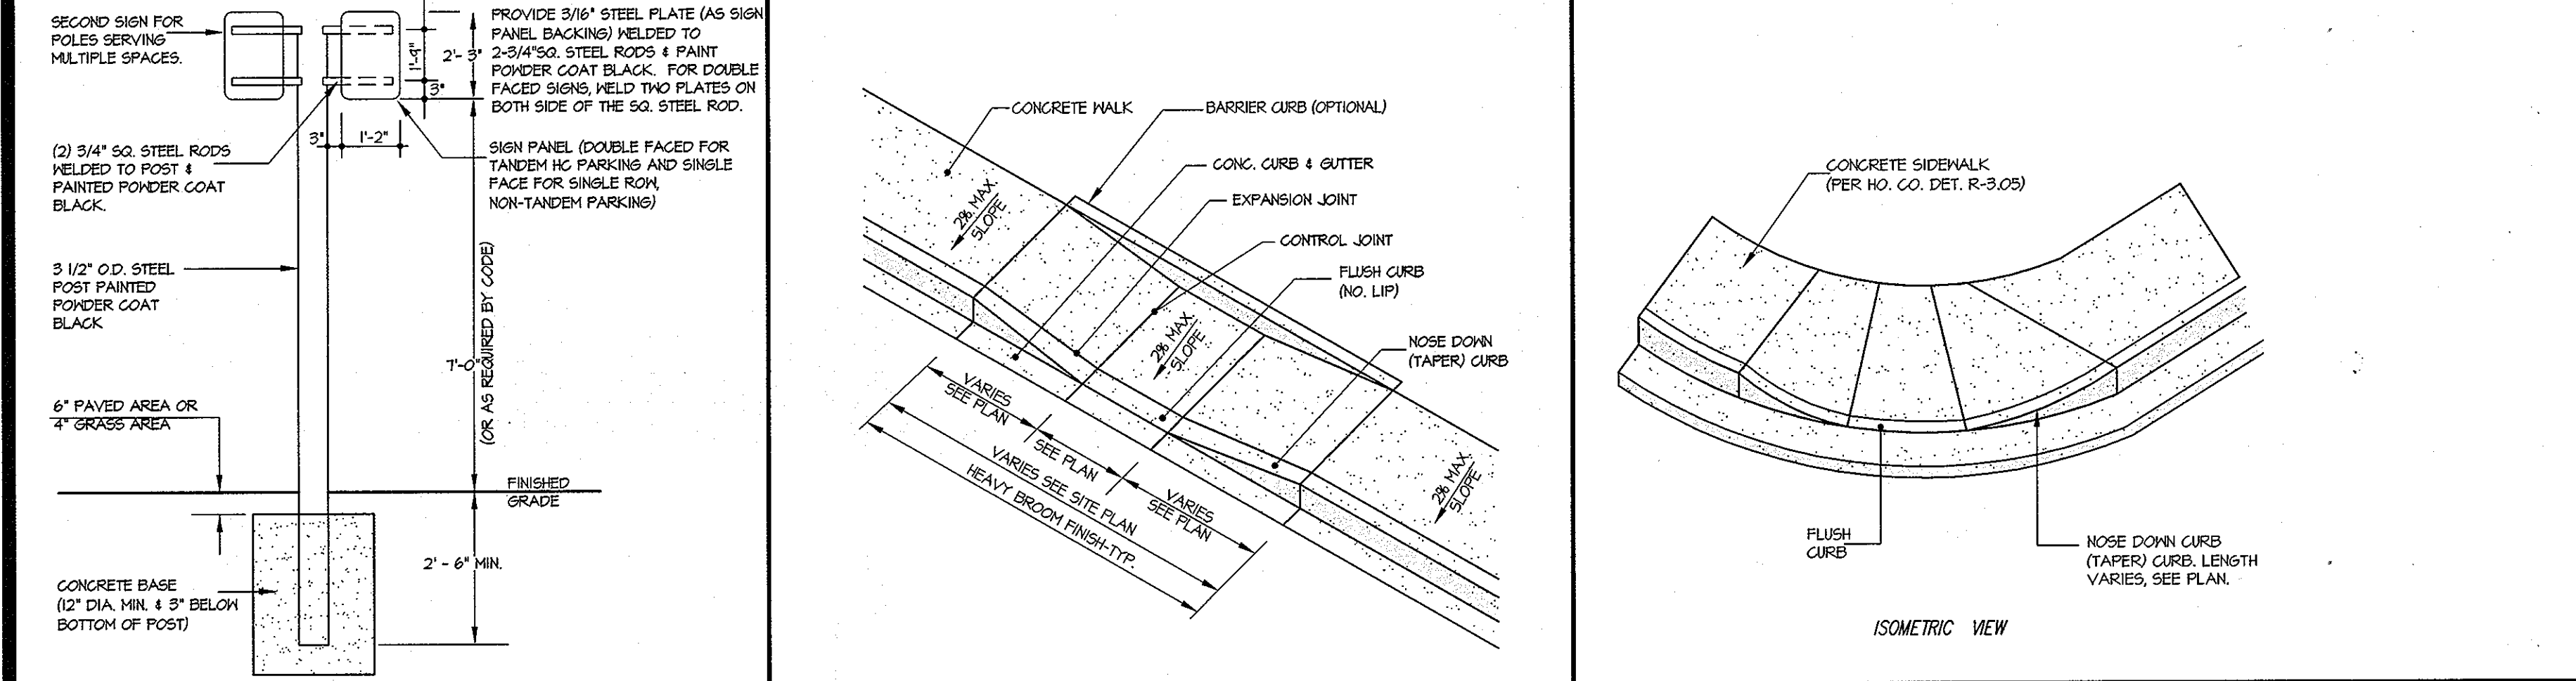 SECOND SIGN FOR
POLES SERVING
MULTIPLE SPACES.
(2) 3/4" SQ. STEEL RODS
WELDED TO POST &
PAINTED POWDER COAT
BLACK.
3 1/2" O.D. STEEL
POST PAINTED
POWDER COAT
BLACK
6" PAVED AREA OR
4" GRASS AREA
CONCRETE BASE
(12" DIA. MIN. & 3" BELOW
BOTTOM OF POST)
3"
1'-2"
1'-9"
3"
2'- 3"
PROVIDE 3/16" STEEL PLATE (AS SIGN
PANEL BACKING) WELDED TO
2-3/4"SQ. STEEL RODS & PAINT
POWDER COAT BLACK. FOR DOUBLE
FACED SIGNS, WELD TWO PLATES ON
BOTH SIDE OF THE SQ. STEEL ROD.
SIGN PANEL (DOUBLE FACED FOR
TANDEM HC PARKING AND SINGLE
FACE FOR SINGLE ROW,
NON-TANDEM PARKING)
7'-0"
(OR AS REQUIRED BY CODE)
FINISHED
GRADE
2' - 6" MIN.
CONCRETE WALK
BARRIER CURB (OPTIONAL)
CONC. CURB & GUTTER
EXPANSION JOINT
CONTROL JOINT
FLUSH CURB
(NO. LIP)
NOSE DOWN
(TAPER) CURB
2% MAX.
SLOPE
2% MAX.
SLOPE
2% MAX.
SLOPE
VARIES
SEE PLAN
SEE PLAN
VARIES
SEE PLAN
VARIES SEE SITE PLAN
HEAVY BROOM FINISH-TYP.
CONCRETE SIDEWALK
(PER HO. CO. DET. R-3.05)
FLUSH
CURB
NOSE DOWN CURB
(TAPER) CURB. LENGTH
VARIES, SEE PLAN.
ISOMETRIC VIEW